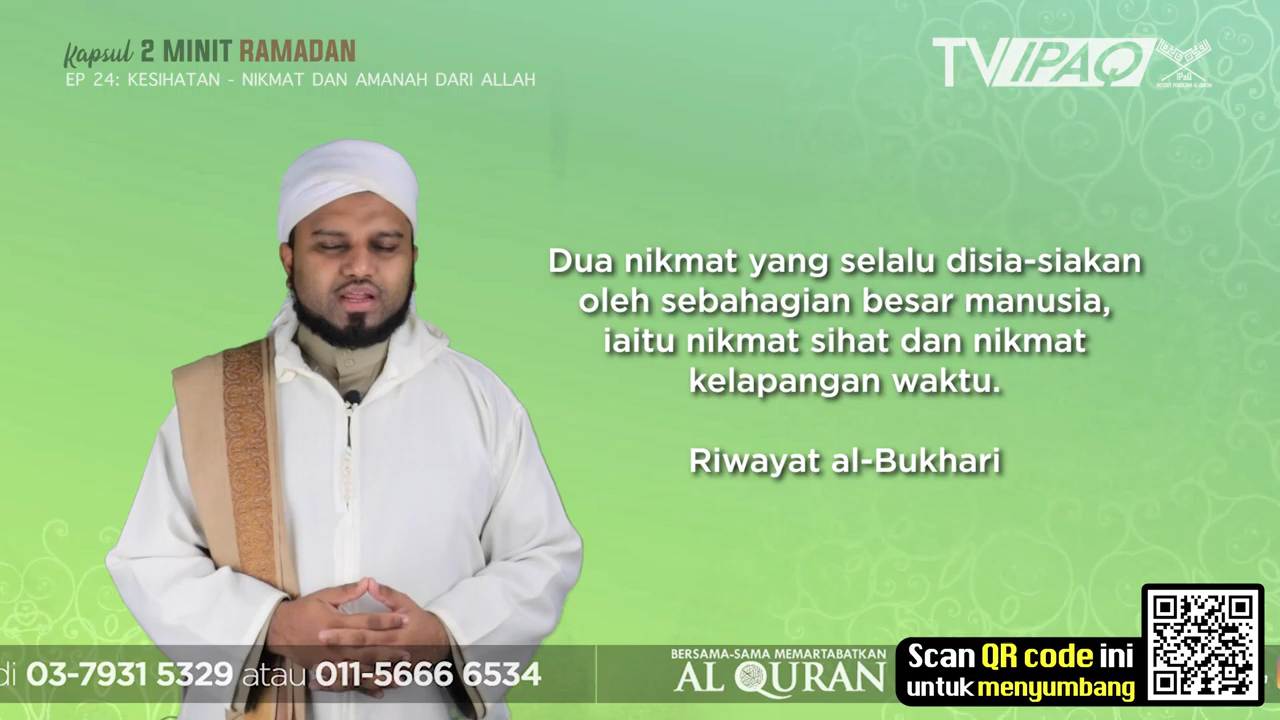 Kapsul 2 MINIT RAMADAN
EP 24: KESIHATAN - NIKMAT DAN AMANAH DARI ALLAH
TVIPAQ
IPaQ
Dua nikmat yang selalu disia-siakan
oleh sebahagian besar manusia,
iaitu nikmat sihat dan nikmat
kelapangan waktu.
Riwayat al-Bukhari
di 03-7931 5329 atau 011-5666 6534
BERSAMA-SAMA MEMARTABATKAN
AL QURAN
Scan QR code ini
untuk menyumbang